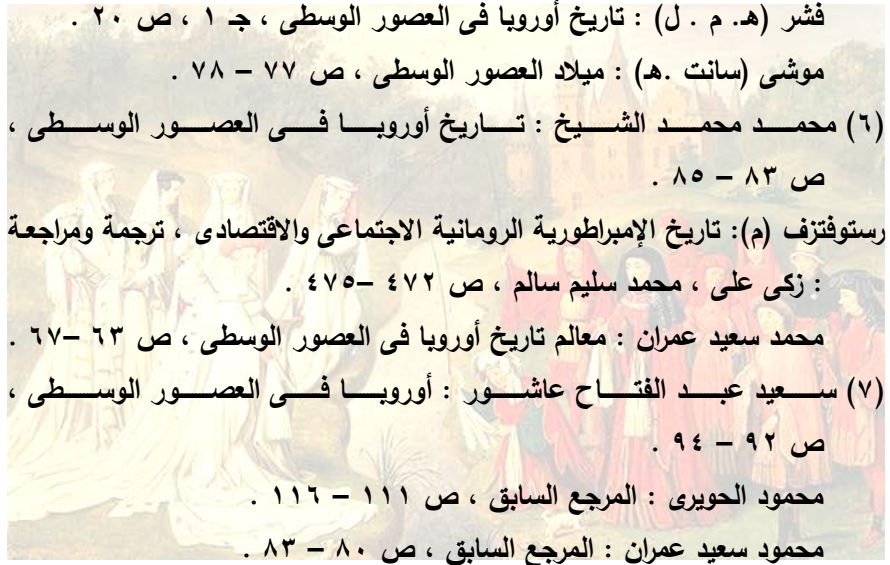 فشر (هـ. م . ل) : تاريخ أوروبا فى العصور الوسطى ، جـ ١ ، ص ٢٠ .
موشى (سانت .هـ) : ميلاد العصور الوسطى ، ص ٧٧ – ٧٨ .
(٦) محمد محمد الشيخ : تاريخ أوروبا فى العصور الوسطى ،
ص ٨٣ – ٨٥ .
رستوفتزف (م): تاريخ الإمبراطورية الرومانية الاجتماعى والاقتصادى ، ترجمة ومراجعة
: زكى على ، محمد سليم سالم ، ص ٤٧٢ –٤٧٥ .
محمد سعيد عمران : معالم تاريخ أوروبا فى العصور الوسطى ، ص ٦٣ –٦٧ .
(٧) سعيد عبد الفتاح عاشور : أوروبا فى العصور الوسطى ،
ص ٩٢ – ٩٤ .
محمود الحويرى : المرجع السابق ، ص ١١١ – ١١٦ .
محمود سعيد عمران : المرجع السابق ، ص ٨٠ – ٨٣ .